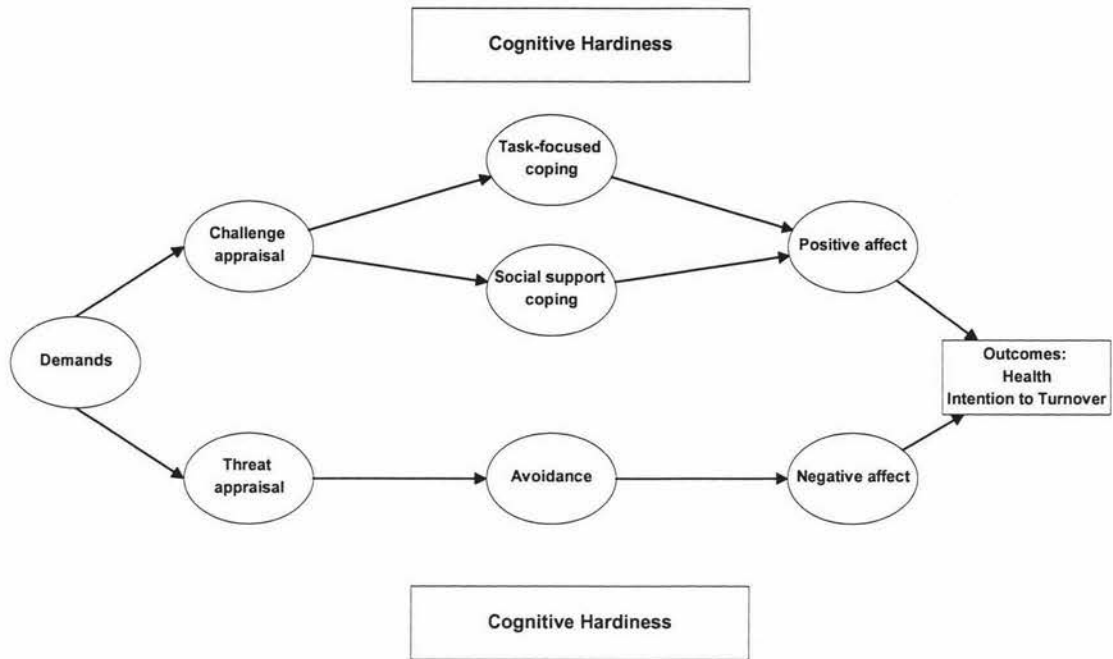 Cognitive Hardiness
Task-focused
coping
Challenge
appraisal
Positive affect
Social support
coping
Demands
Outcomes:
Health
Intention to Turnover
Threat
appraisal
Avoidance
Negative affect
Cognitive Hardiness